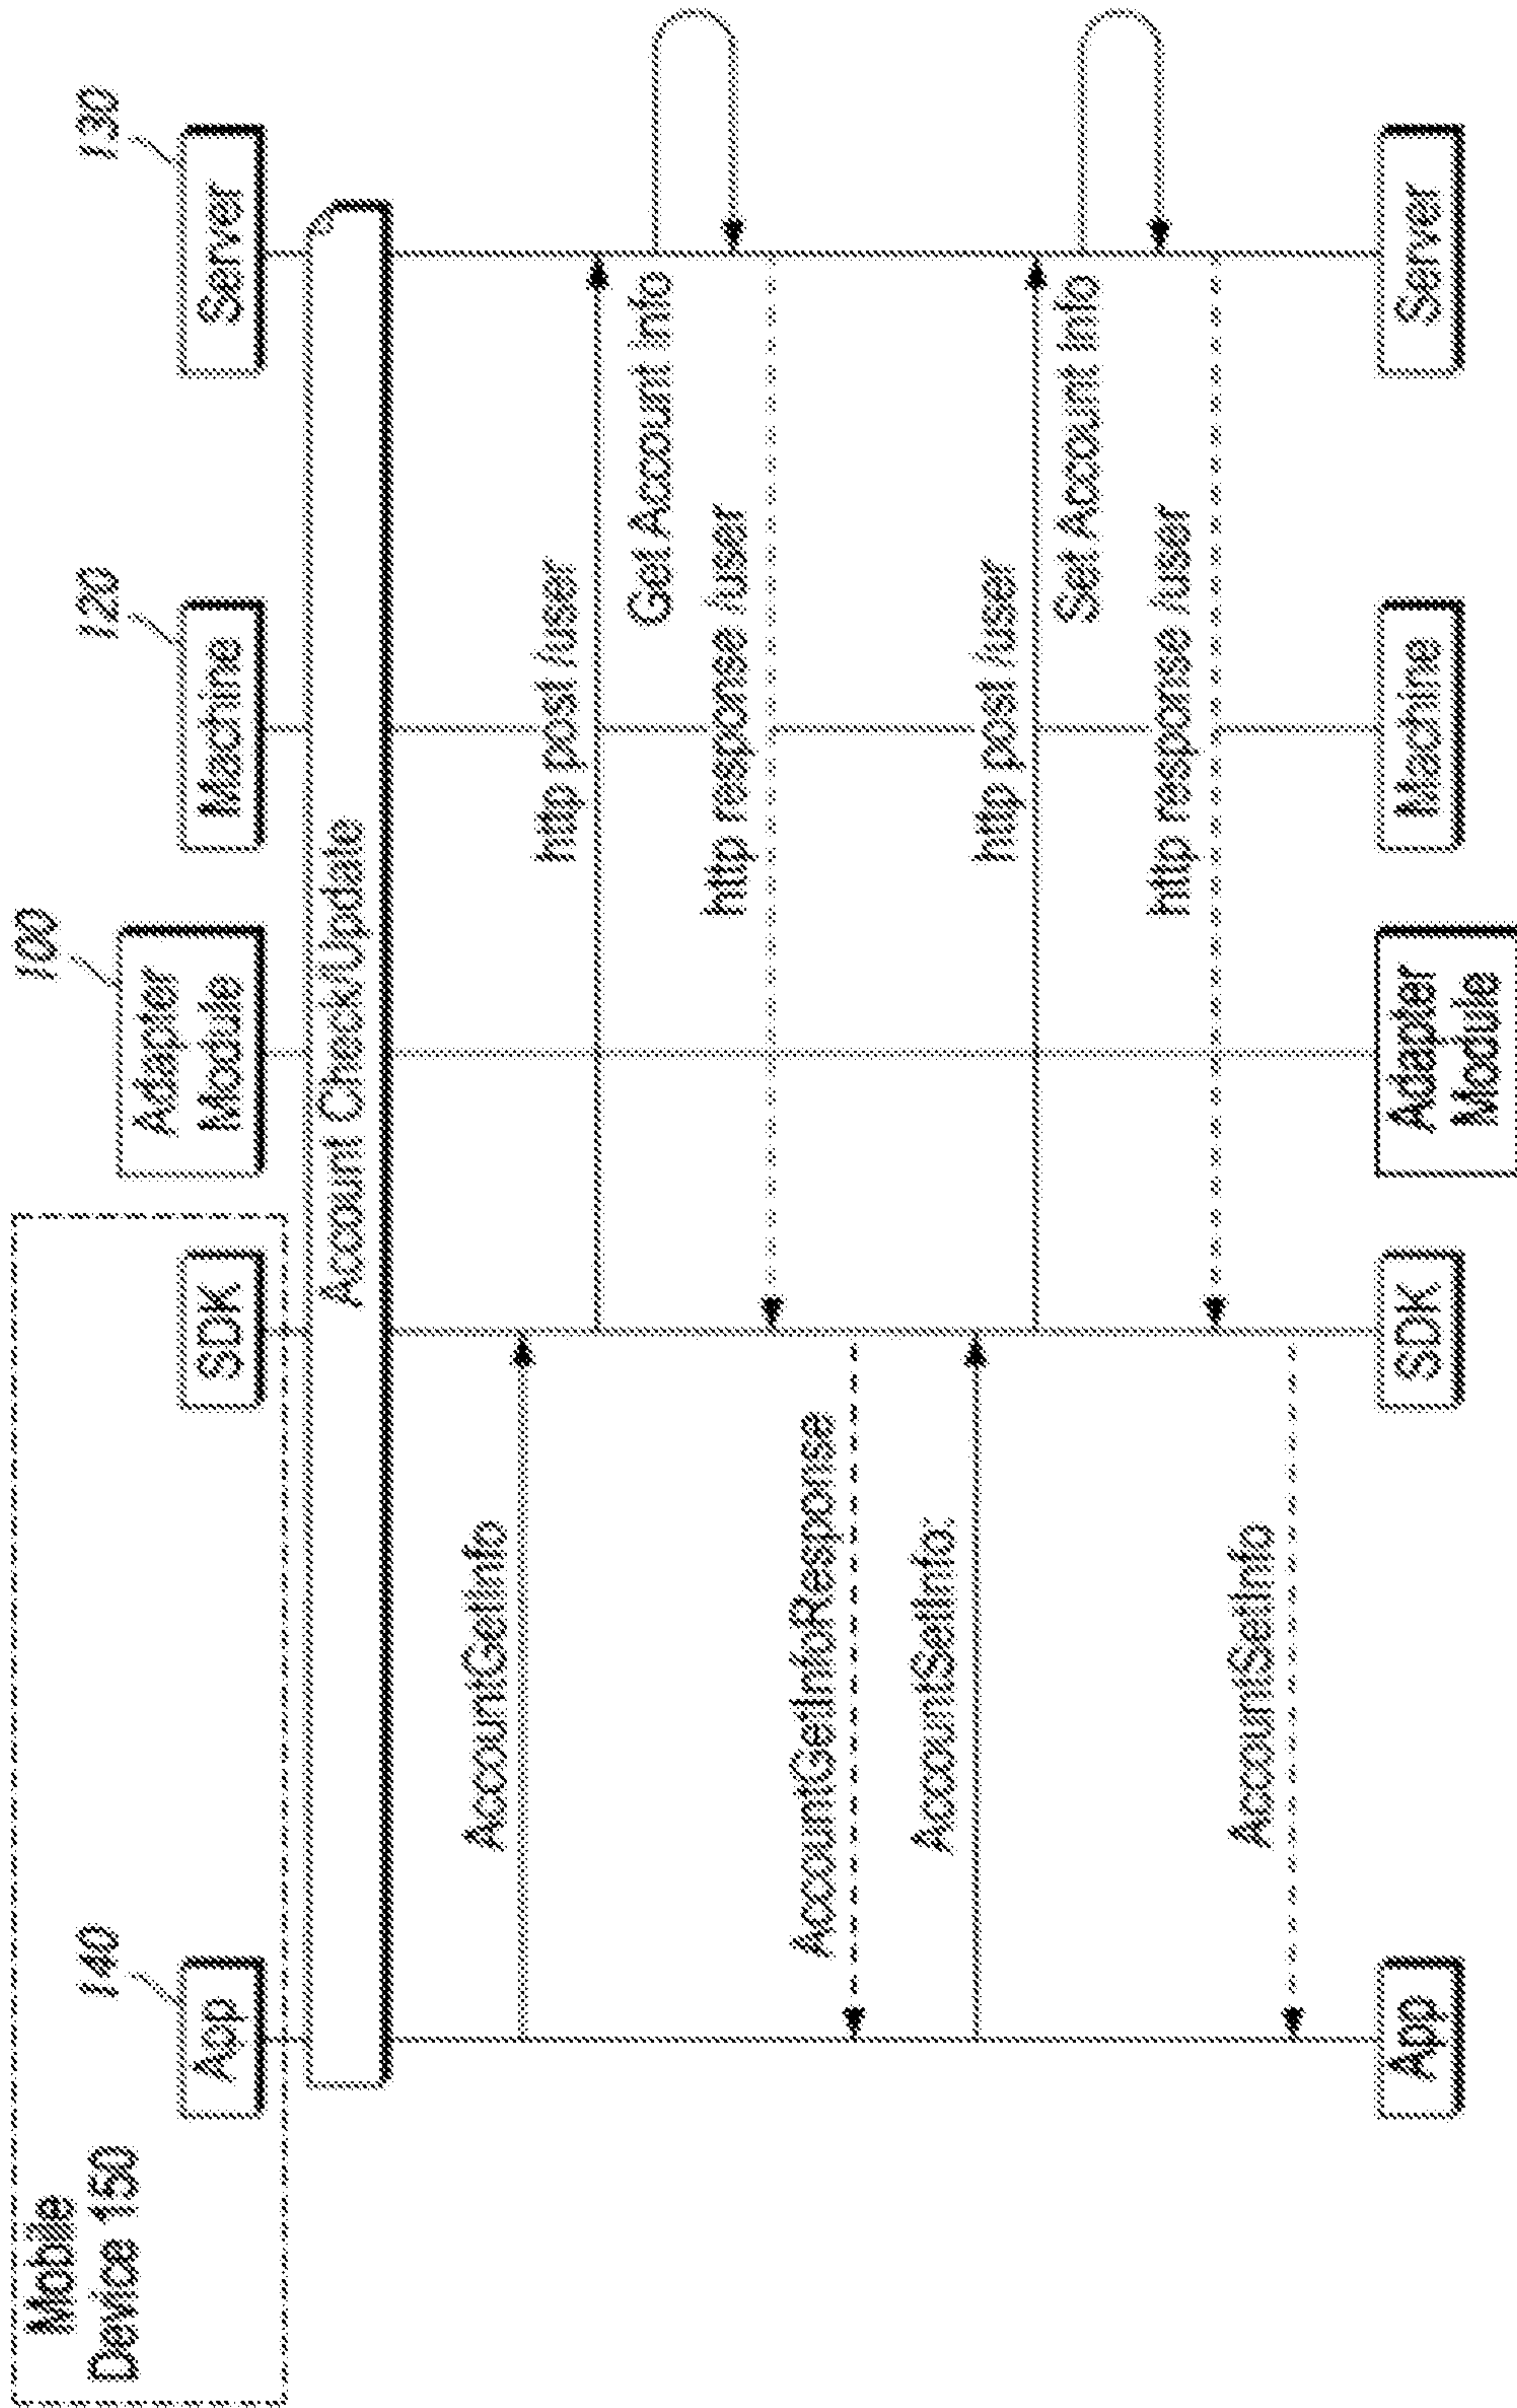 Mobile
Device 150
140
App
SDK
100
Adapter
Module
120
Machine
130
Server
Account Check/Update
AccountGetInfo
http post /user
Get Account Info
http response /user
AccountGetInfoResponse
AccountSetInfo:
http post /user
Set Account Info
http response /user
AccountSetInfo
App
SDK
Adapter
Module
Machine
Server